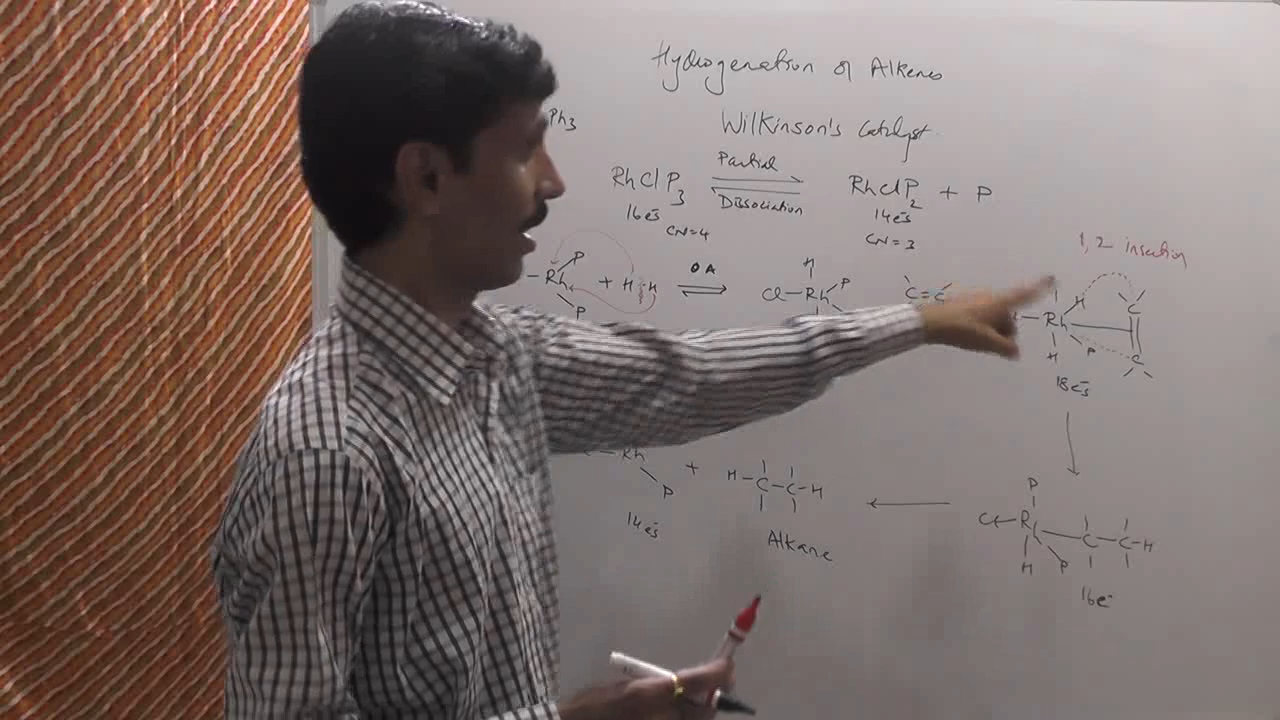 Hydrogenation of Alkenes
Wilkinson's Catalyst
Ph3
RhClP3 Partial Dissociation RhClP2 + P
16e̅s 14e̅s
CN=4 CN=3
1,2 insertion
P
Rh + H H OA H
P
Cl Rh P
C=C
Rh H C
H P C
18e̅s
Rh + H C C H
P
14e̅s
Alkane
P
Cl Rh C C H
H P
16e̅